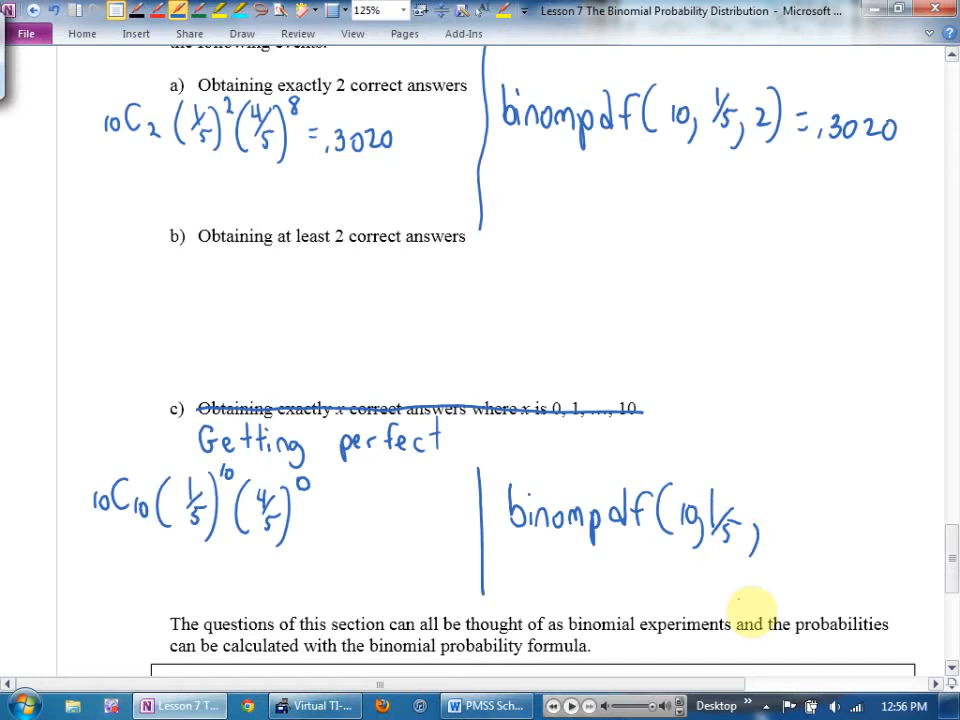 125%
Lesson 7 The Binomial Probability Distribution - Microsoft ...
File Home Insert Share Draw Review View Pages Add-Ins
the following events.
a) Obtaining exactly 2 correct answers
10C2 (1/5)^2 (4/5)^8 = .3020
binompdf(10, 1/5, 2) = .3020
b) Obtaining at least 2 correct answers
c) Obtaining exactly x correct answers where x is 0, 1, ...., 10.
Getting perfect
10C10 (1/5)^10 (4/5)^0
binompdf(10, 1/5,
The questions of this section can all be thought of as binomial experiments and the probabilities
can be calculated with the binomial probability formula.
Lesson 7 T... Virtual TI-... PMSS Sch... Desktop 12:56 PM